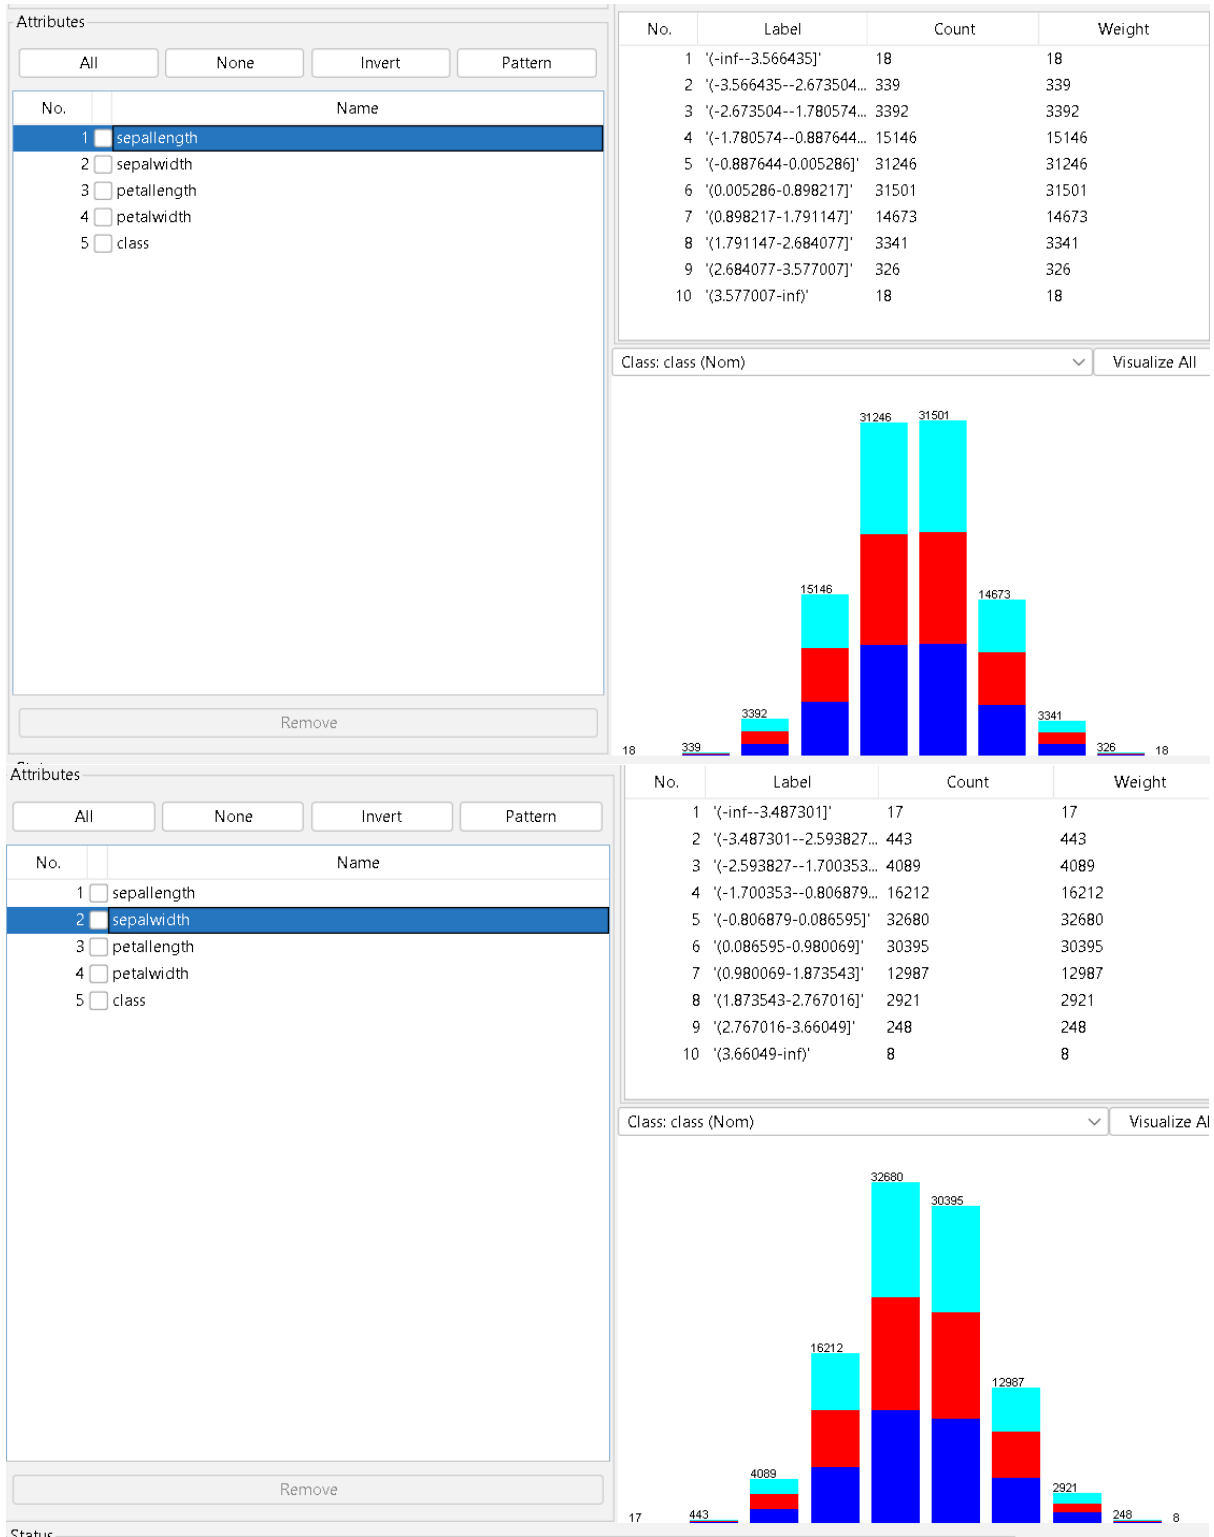 Attributes
All None Invert Pattern
No. Name
1 sepallength
2 sepalwidth
3 petallength
4 petalwidth
5 class
Remove
No. Label Count Weight
1 '(-inf--3.566435]' 18 18
2 '(-3.566435--2.673504... 339 339
3 '(-2.673504--1.780574... 3392 3392
4 '(-1.780574--0.887644... 15146 15146
5 '(-0.887644-0.005286]' 31246 31246
6 '(0.005286-0.898217]' 31501 31501
7 '(0.898217-1.791147]' 14673 14673
8 '(1.791147-2.684077]' 3341 3341
9 '(2.684077-3.577007]' 326 326
10 '(3.577007-inf)' 18 18
Class: class (Nom) Visualize All
18 339 3392 15146 31246 31501 14673 3341 326 18
Attributes
All None Invert Pattern
No. Name
1 sepallength
2 sepalwidth
3 petallength
4 petalwidth
5 class
Remove
Status
No. Label Count Weight
1 '(-inf--3.487301]' 17 17
2 '(-3.487301--2.593827... 443 443
3 '(-2.593827--1.700353... 4089 4089
4 '(-1.700353--0.806879... 16212 16212
5 '(-0.806879-0.086595]' 32680 32680
6 '(0.086595-0.980069]' 30395 30395
7 '(0.980069-1.873543]' 12987 12987
8 '(1.873543-2.767016]' 2921 2921
9 '(2.767016-3.66049]' 248 248
10 '(3.66049-inf)' 8 8
Class: class (Nom) Visualize Al
17 443 4089 16212 32680 30395 12987 2921 248 8